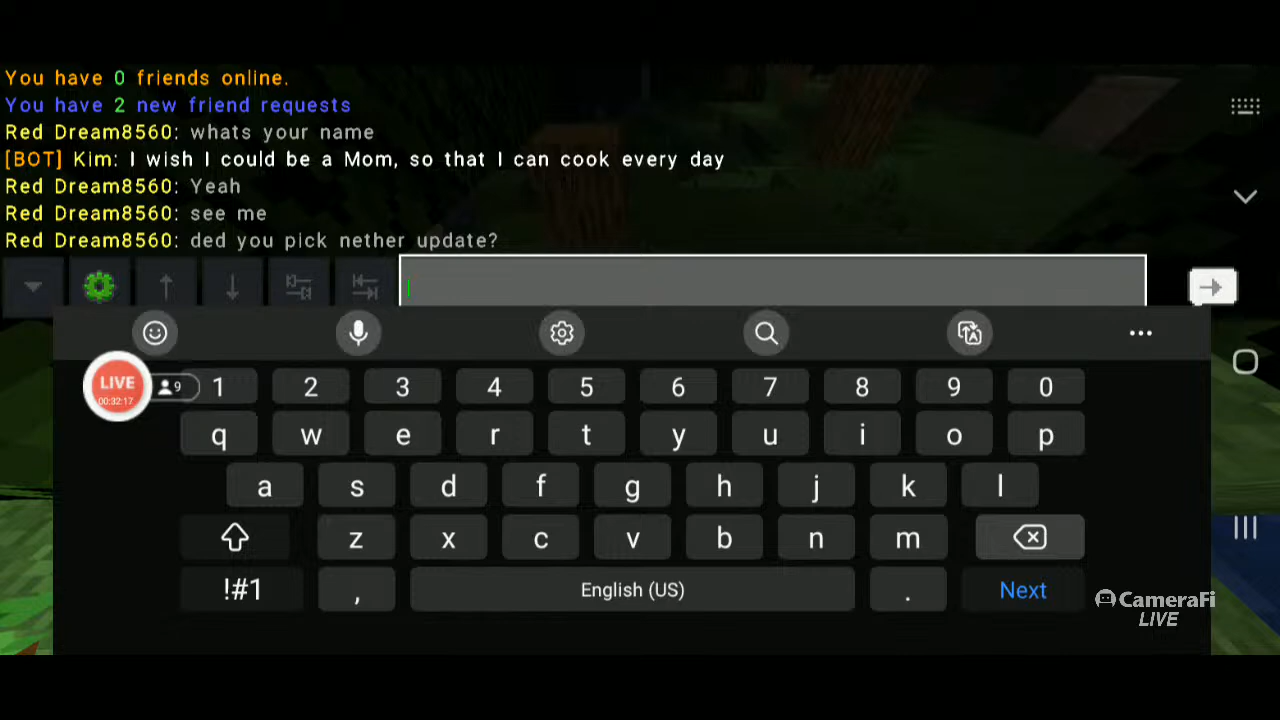 You have 0 friends online.
You have 2 new friend requests
Red Dream8560: whats your name
[BOT] Kim: I wish I could be a Mom, so that I can cook every day
Red Dream8560: Yeah
Red Dream8560: see me
Red Dream8560: ded you pick nether update?
LIVE
00:32:17
9
1 2 3 4 5 6 7 8 9 0
q w e r t y u i o p
a s d f g h j k l
z x c v b n m
!#1 , English (US) . Next
CameraFi
LIVE